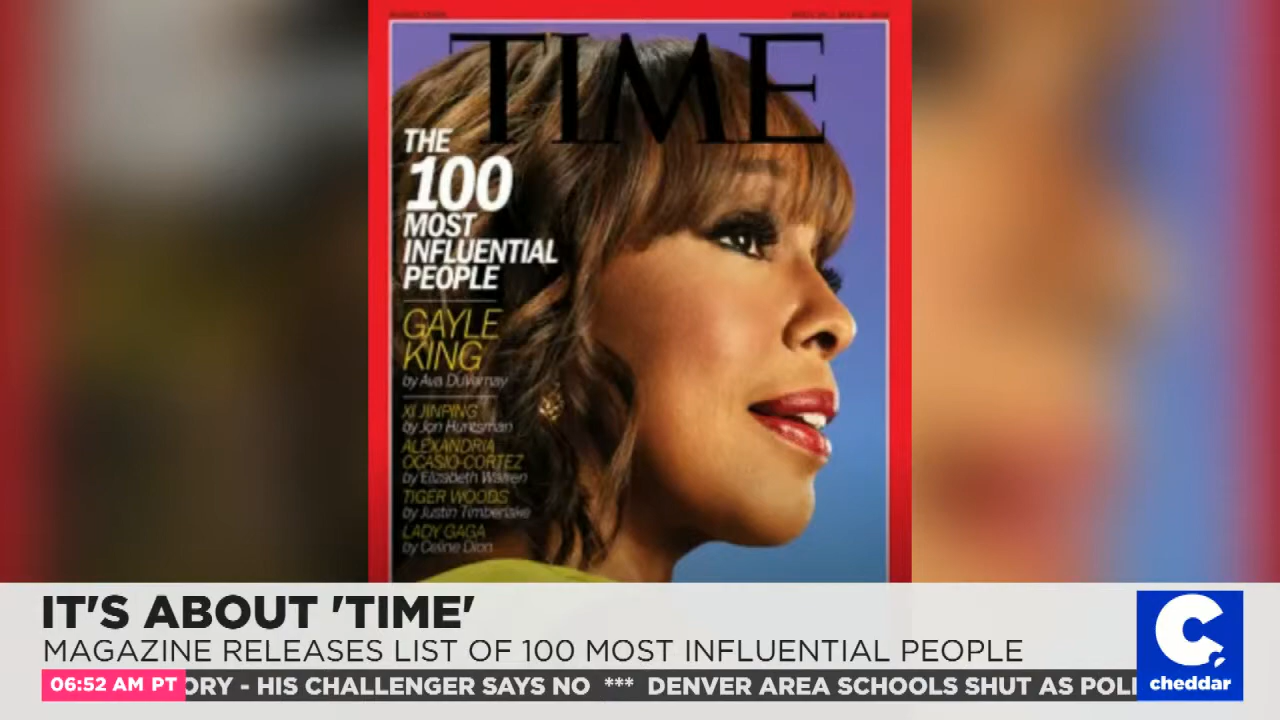 TIME
THE
100
MOST
INFLUENTIAL
PEOPLE
GAYLE
KING
by Ava DuVernay
XI JINPING
by Jon Huntsman
ALEXANDRIA
OCASIO-CORTEZ
by Elizabeth Warren
TIGER WOODS
by Justin Timberlake
LADY GAGA
by Celine Dion
IT'S ABOUT 'TIME'
MAGAZINE RELEASES LIST OF 100 MOST INFLUENTIAL PEOPLE
06:52 AM PT ORY - HIS CHALLENGER SAYS NO *** DENVER AREA SCHOOLS SHUT AS POLI
cheddar